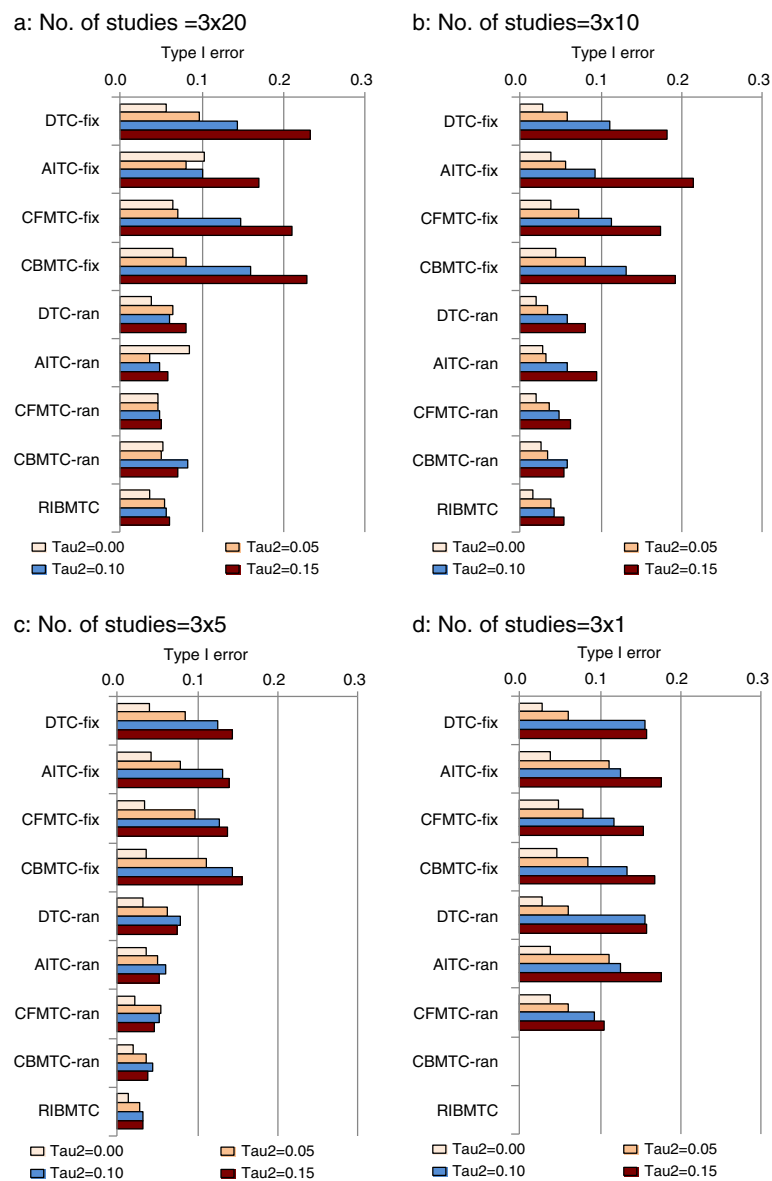 a: No. of studies =3x20
Type I error
0.0 0.1 0.2 0.3
DTC-fix
AITC-fix
CFMTC-fix
CBMTC-fix
DTC-ran
AITC-ran
CFMTC-ran
CBMTC-ran
RIBMTC
Tau2=0.00 Tau2=0.05
Tau2=0.10 Tau2=0.15
b: No. of studies=3x10
Type I error
0.0 0.1 0.2 0.3
DTC-fix
AITC-fix
CFMTC-fix
CBMTC-fix
DTC-ran
AITC-ran
CFMTC-ran
CBMTC-ran
RIBMTC
Tau2=0.00 Tau2=0.05
Tau2=0.10 Tau2=0.15
c: No. of studies=3x5
Type I error
0.0 0.1 0.2 0.3
DTC-fix
AITC-fix
CFMTC-fix
CBMTC-fix
DTC-ran
AITC-ran
CFMTC-ran
CBMTC-ran
RIBMTC
Tau2=0.00 Tau2=0.05
Tau2=0.10 Tau2=0.15
d: No. of studies=3x1
Type I error
0.0 0.1 0.2 0.3
DTC-fix
AITC-fix
CFMTC-fix
CBMTC-fix
DTC-ran
AITC-ran
CFMTC-ran
CBMTC-ran
RIBMTC
Tau2=0.00 Tau2=0.05
Tau2=0.10 Tau2=0.15